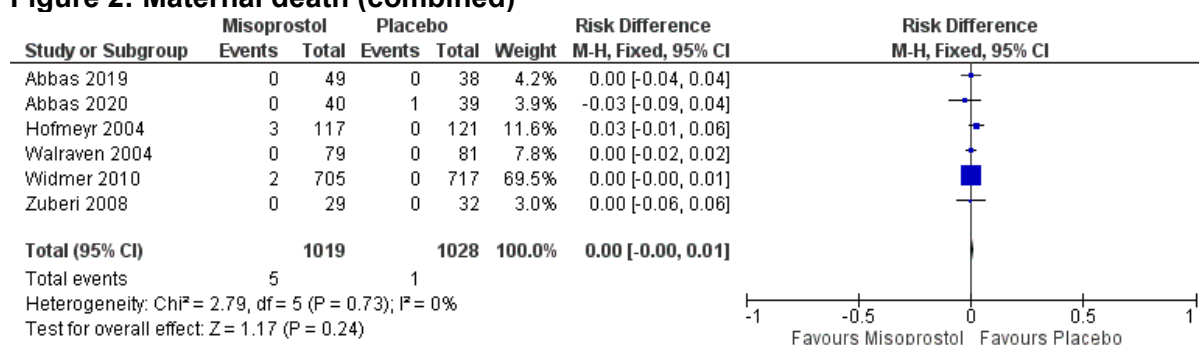 Figure 2: Maternal death (combined)
Misoprostol Placebo Risk Difference Risk Difference
Study or Subgroup Events Total Events Total Weight M-H, Fixed, 95% CI M-H, Fixed, 95% CI
Abbas 2019 0 49 0 38 4.2% 0.00 [-0.04, 0.04]
Abbas 2020 0 40 1 39 3.9% -0.03 [-0.09, 0.04]
Hofmeyr 2004 3 117 0 121 11.6% 0.03 [-0.01, 0.06]
Walraven 2004 0 79 0 81 7.8% 0.00 [-0.02, 0.02]
Widmer 2010 2 705 0 717 69.5% 0.00 [-0.00, 0.01]
Zuberi 2008 0 29 0 32 3.0% 0.00 [-0.06, 0.06]
Total (95% CI) 1019 1028 100.0% 0.00 [-0.00, 0.01]
Total events 5 1
Heterogeneity: Chi² = 2.79, df = 5 (P = 0.73); I² = 0%
Test for overall effect: Z = 1.17 (P = 0.24)
-1 -0.5 0 0.5 1
Favours Misoprostol Favours Placebo